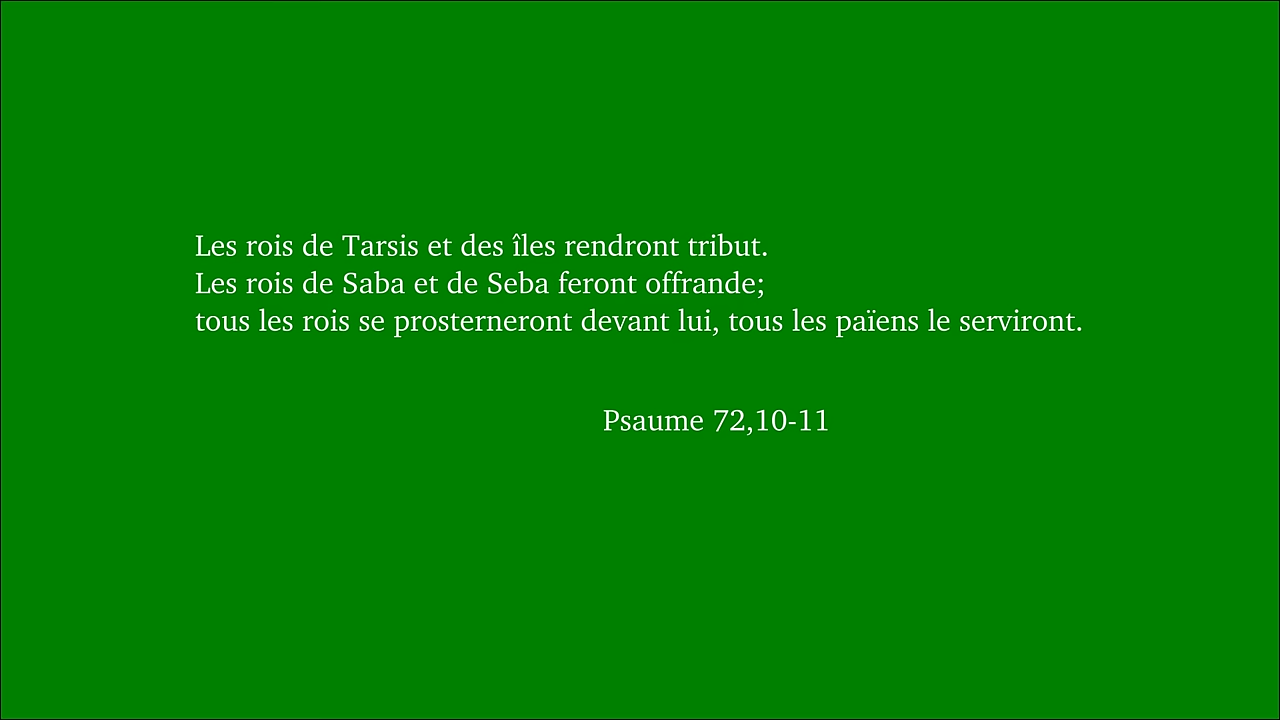 Les rois de Tarsis et des îles rendront tribut.
Les rois de Saba et de Seba feront offrande;
tous les rois se prosterneront devant lui, tous les païens le serviront.
Psaume 72,10-11